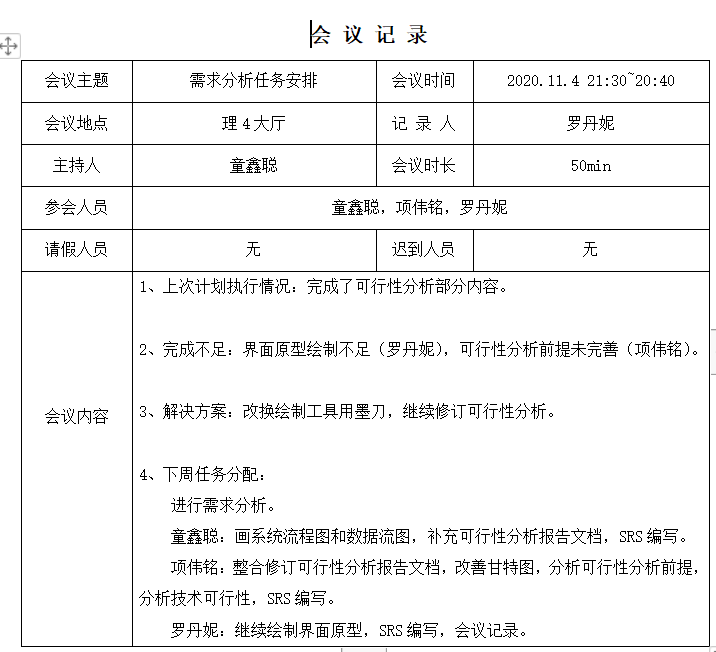 会 议 记 录
会议主题 需求分析任务安排 会议时间 2020.11.4 21:30~20:40
会议地点 理4大厅 记 录 人 罗丹妮
主持人 童鑫聪 会议时长 50min
参会人员 童鑫聪，项伟铭，罗丹妮
请假人员 无 迟到人员 无
会议内容
1、上次计划执行情况：完成了可行性分析部分内容。
2、完成不足：界面原型绘制不足（罗丹妮），可行性分析前提未完善（项伟铭）。
3、解决方案：改换绘制工具用墨刀，继续修订可行性分析。
4、下周任务分配：
进行需求分析。
童鑫聪：画系统流程图和数据流图，补充可行性分析报告文档，SRS编写。
项伟铭：整合修订可行性分析报告文档，改善甘特图，分析可行性分析前提，
分析技术可行性，SRS编写。
罗丹妮：继续绘制界面原型，SRS编写，会议记录。